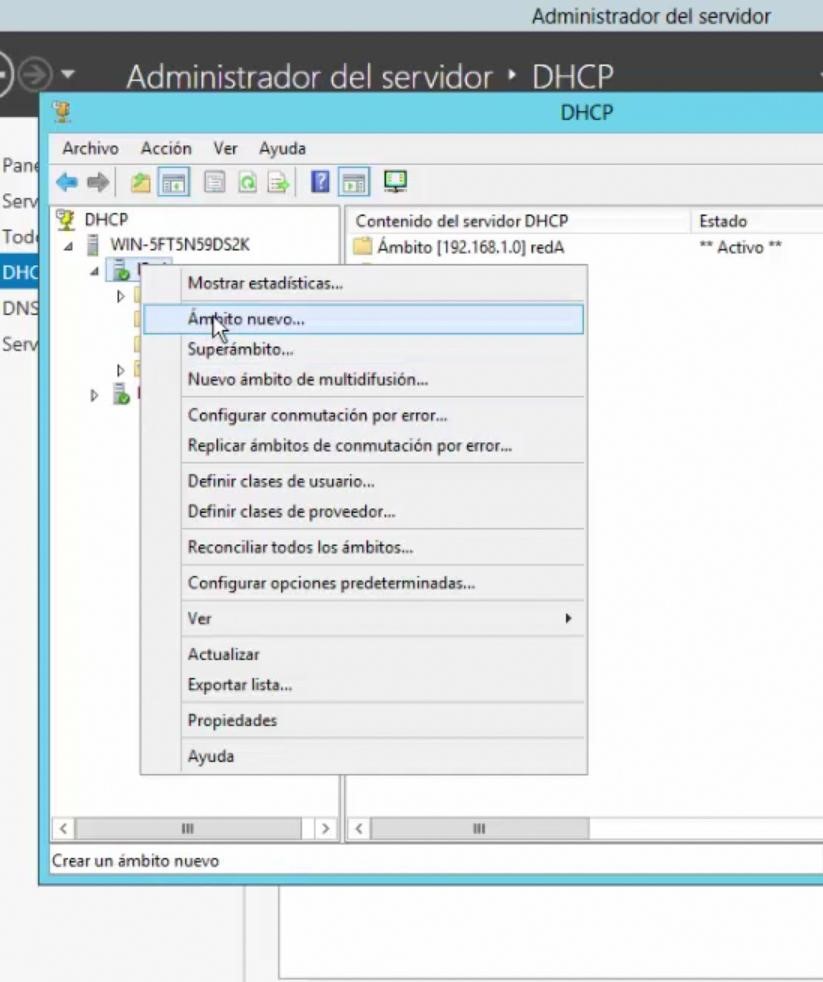 Administrador del servidor
Administrador del servidor ‣ DHCP
DHCP
Archivo Acción Ver Ayuda
DHCP
WIN-5FT5N59DS2K
Contenido del servidor DHCP Estado
Ámbito [192.168.1.0] redA ** Activo **
Pane
Serv
Todo
DHC
DNS
Serv
Mostrar estadísticas...
Ámbito nuevo...
Superámbito...
Nuevo ámbito de multidifusión...
Configurar conmutación por error...
Replicar ámbitos de conmutación por error...
Definir clases de usuario...
Definir clases de proveedor...
Reconciliar todos los ámbitos...
Configurar opciones predeterminadas...
Ver
Actualizar
Exportar lista...
Propiedades
Ayuda
Crear un ámbito nuevo